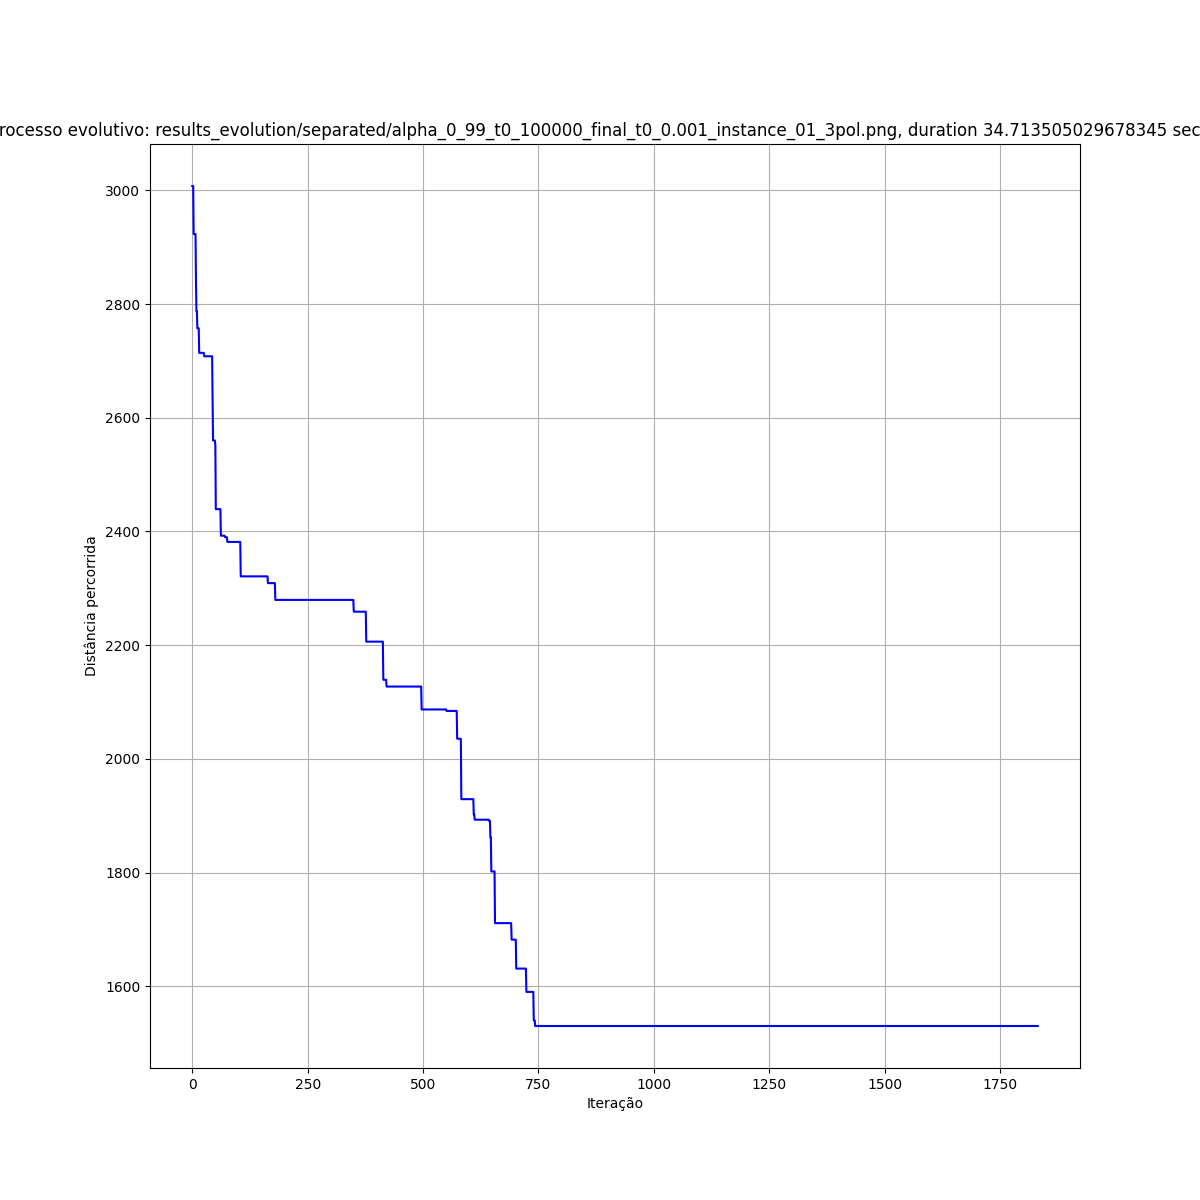 rocesso evolutivo: results_evolution/separated/alpha_0_99_t0_100000_final_t0_0.001_instance_01_3pol.png, duration 34.713505029678345 sec
3000
2800
2600
2400
2200
2000
1800
1600
Distância percorrida
0 250 500 750 1000 1250 1500 1750
Iteração